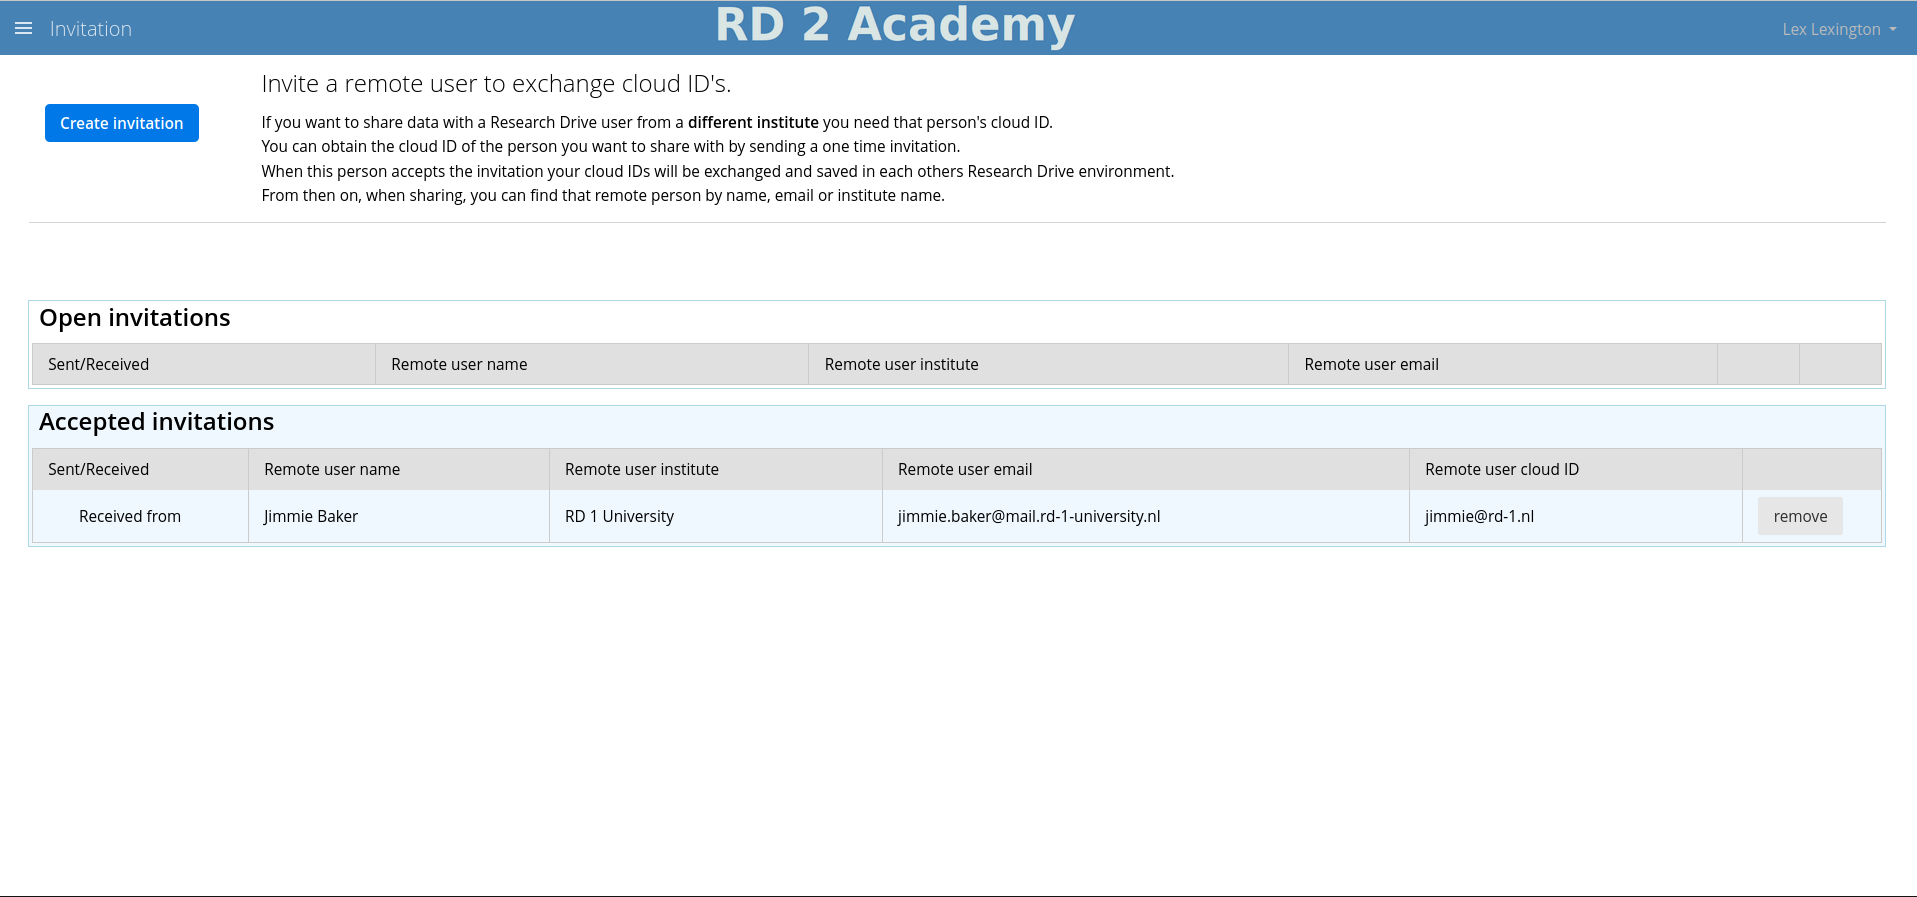 Invitation
RD 2 Academy
Lex Lexington
Create invitation
Invite a remote user to exchange cloud ID's.
If you want to share data with a Research Drive user from a different institute you need that person's cloud ID.
You can obtain the cloud ID of the person you want to share with by sending a one time invitation.
When this person accepts the invitation your cloud IDs will be exchanged and saved in each others Research Drive environment.
From then on, when sharing, you can find that remote person by name, email or institute name.
Open invitations
Sent/Received Remote user name Remote user institute Remote user email
Accepted invitations
Sent/Received Remote user name Remote user institute Remote user email Remote user cloud ID
Received from Jimmie Baker RD 1 University jimmie.baker@mail.rd-1-university.nl jimmie@rd-1.nl remove